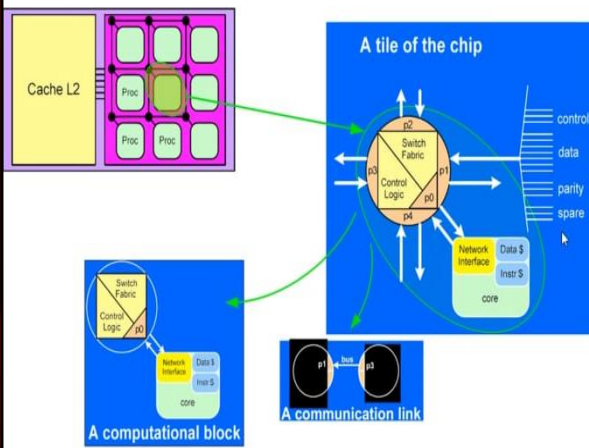 Cache L2
Proc
Proc
Proc
A tile of the chip
p2
Switch
Fabric
p3
p1
Control
Logic
p0
p4
control
data
parity
spare
Network
Interface
Data $
Instr $
core
Switch
Fabric
Control
Logic
p0
Network
Interface
Data $
Instr $
core
A computational block
p1
bus
p3
A communication link